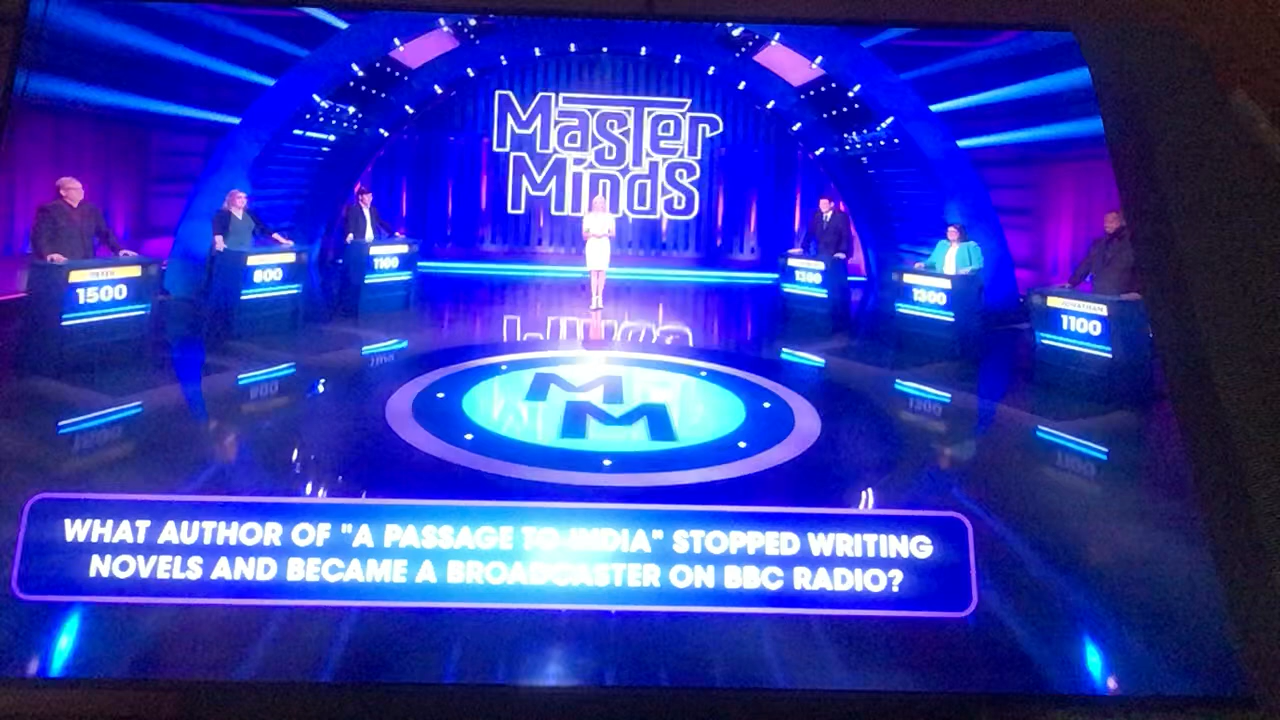 Master
Minds
PETER
1500
800
1100
1300
1300
JONATHAN
1100
MM
WHAT AUTHOR OF "A PASSAGE TO INDIA" STOPPED WRITING
NOVELS AND BECAME A BROADCASTER ON BBC RADIO?